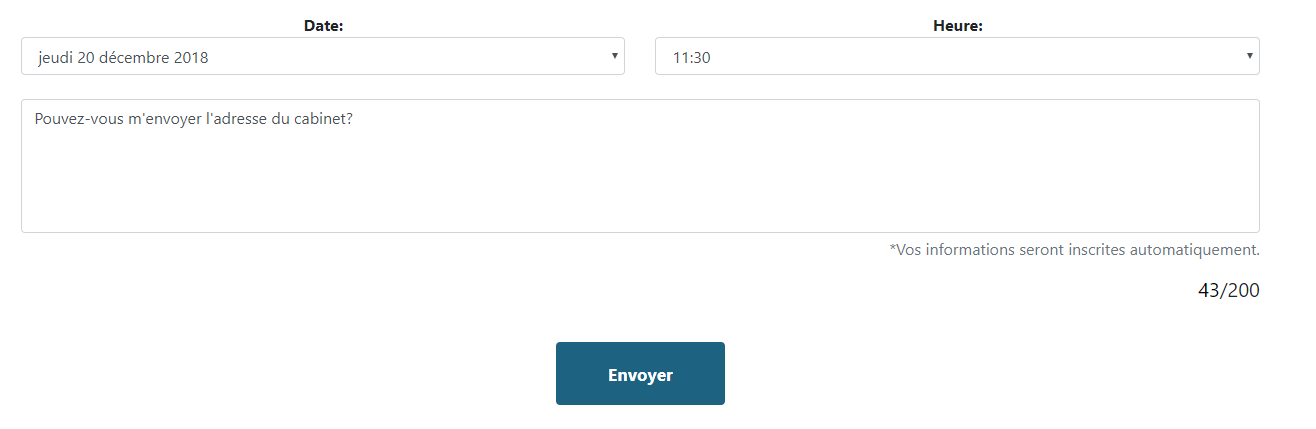 Date:
Heure:
jeudi 20 décembre 2018
11:30
Pouvez-vous m'envoyer l'adresse du cabinet?
*Vos informations seront inscrites automatiquement.
43/200
Envoyer